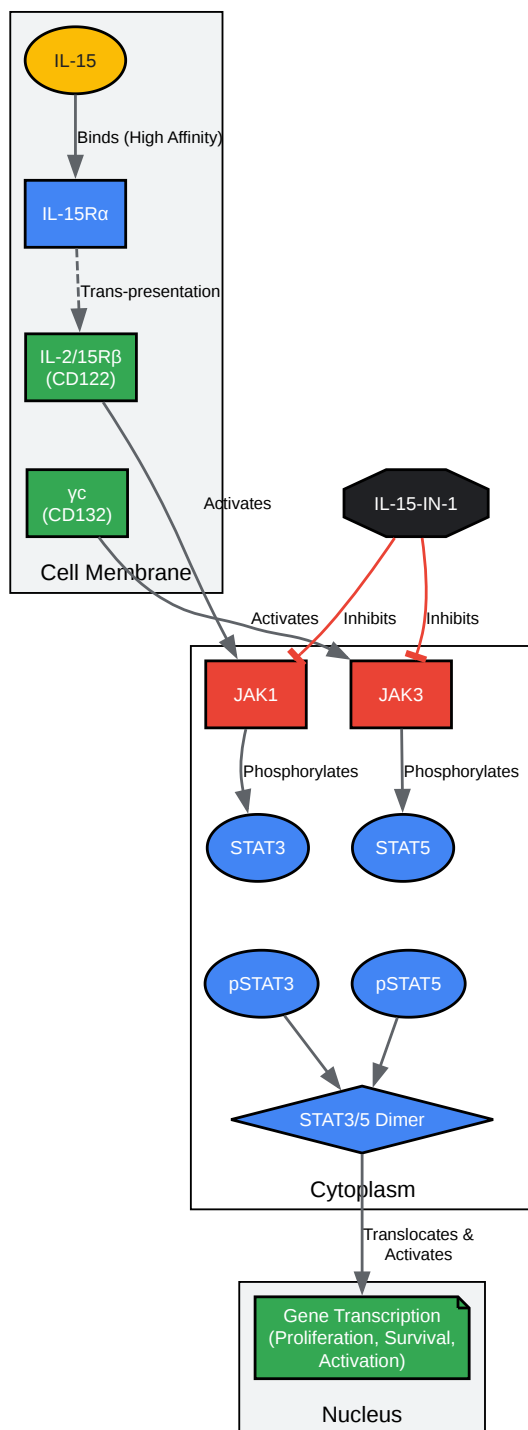 IL-15
Binds (High Affinity)
IL-15Rα
Trans-presentation
IL-2/15Rβ
(CD122)
γc
(CD132)
Activates
IL-15-IN-1
Cell Membrane
Activates
Inhibits
Inhibits
JAK1
JAK3
Phosphorylates
Phosphorylates
STAT3
STAT5
pSTAT3
pSTAT5
STAT3/5 Dimer
Cytoplasm
Translocates &
Activates
Gene Transcription
(Proliferation, Survival,
Activation)
Nucleus